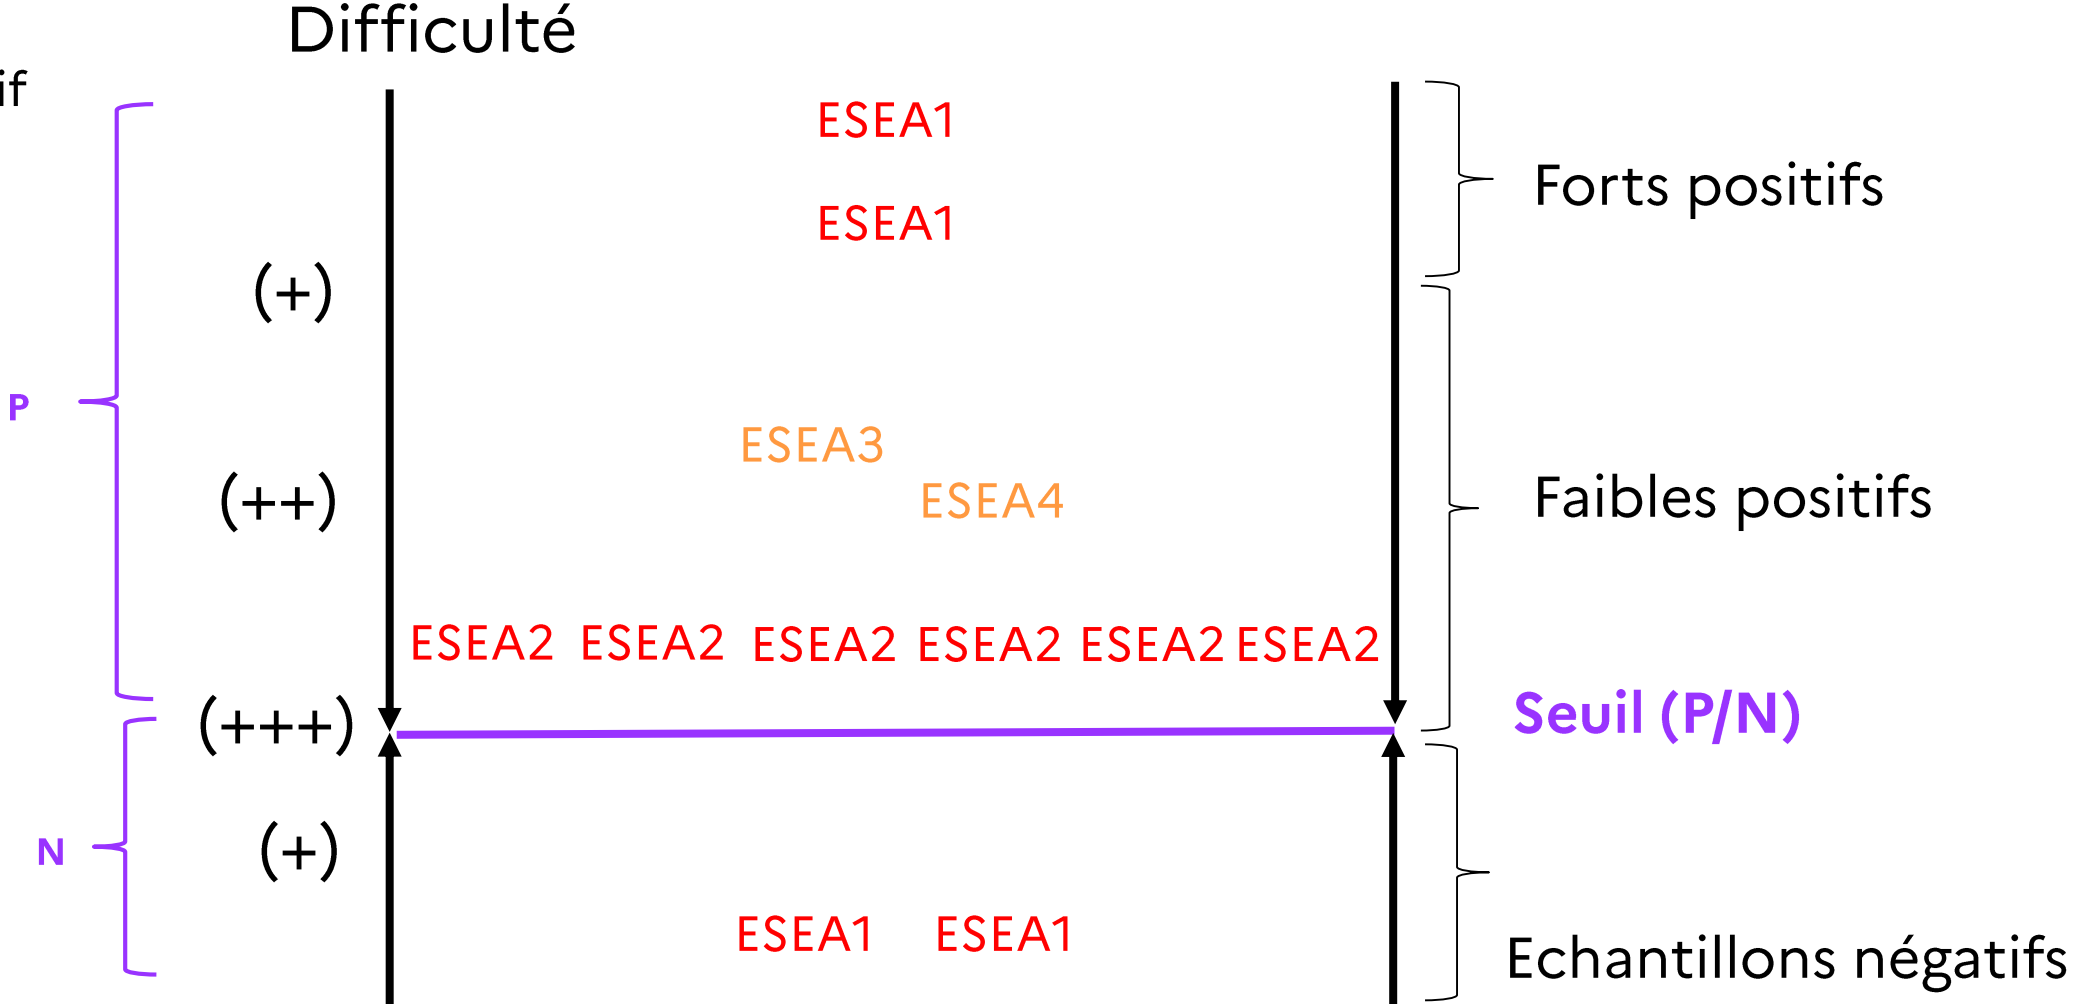 Difficulté
if
ESEA1
Forts positifs
ESEA1
(+)
P
ESEA3
(++)
ESEA4
Faibles positifs
ESEA2 ESEA2 ESEA2 ESEA2 ESEA2 ESEA2
(+++)
Seuil (P/N)
N
(+)
ESEA1 ESEA1
Echantillons négatifs